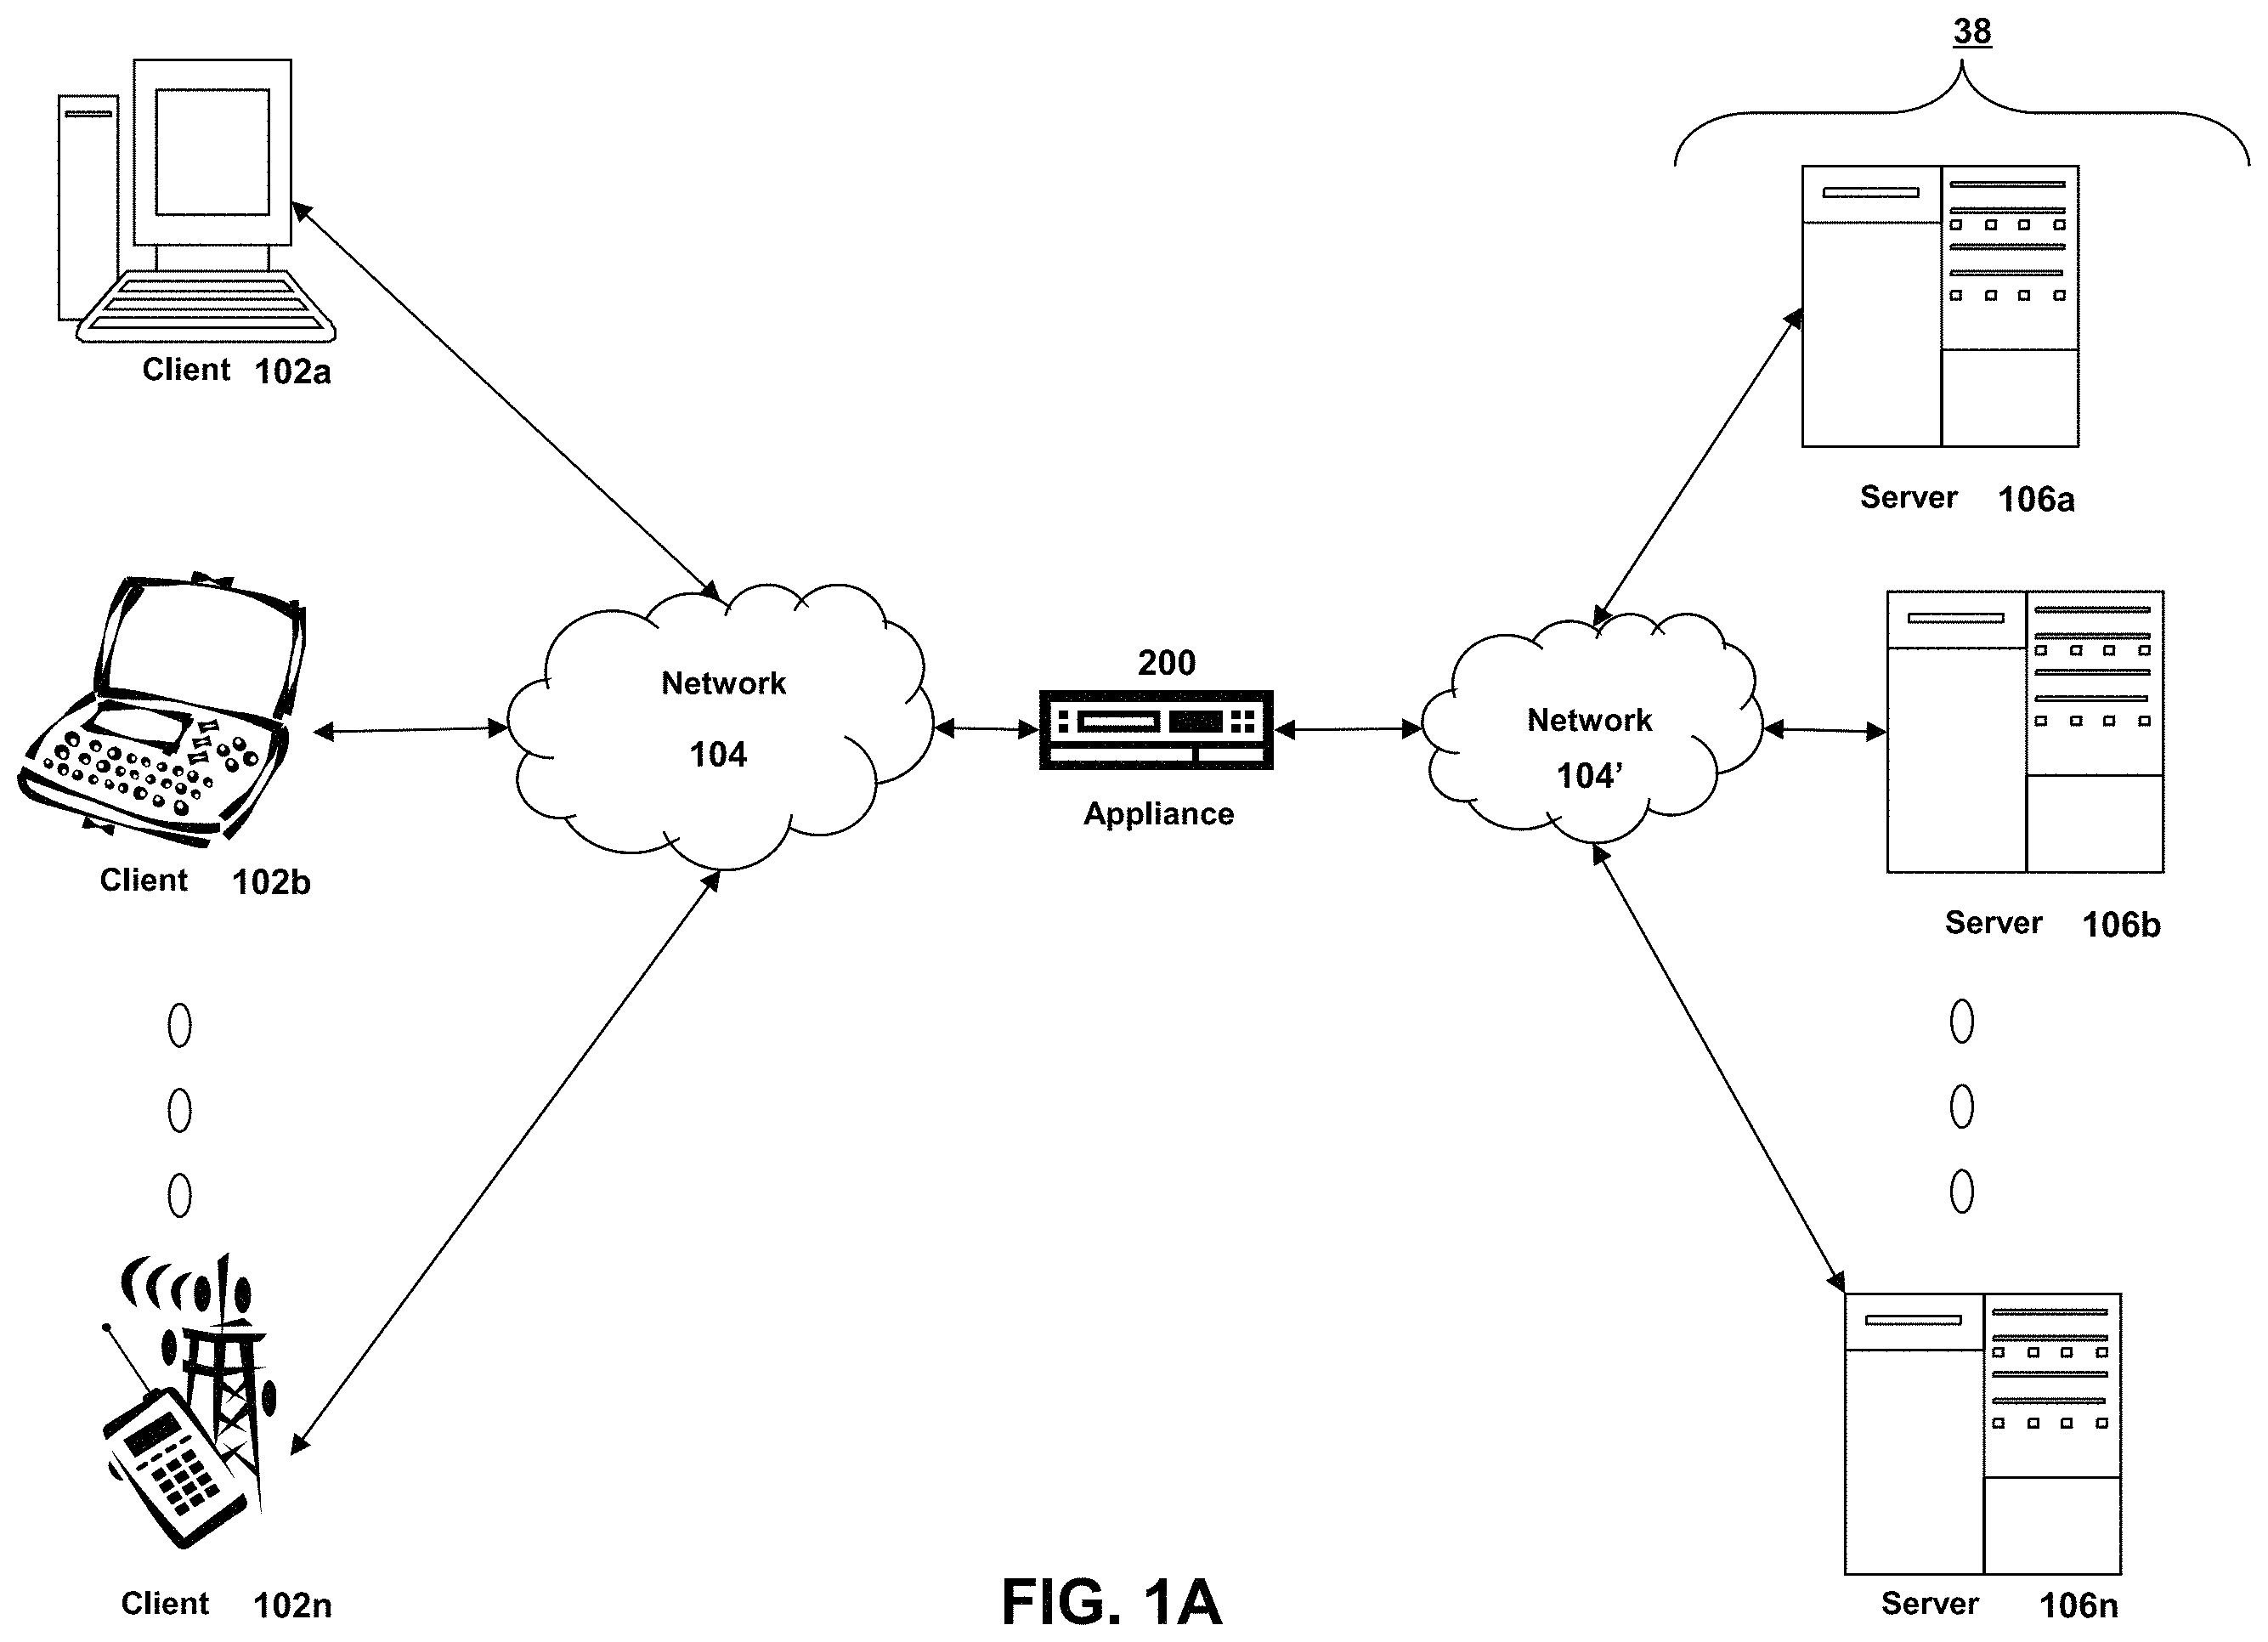 38
Client 102a
Server 106a
Network
104
200
Appliance
Network
104’
Client 102b
Server 106b
Client 102n
Server 106n
FIG. 1A